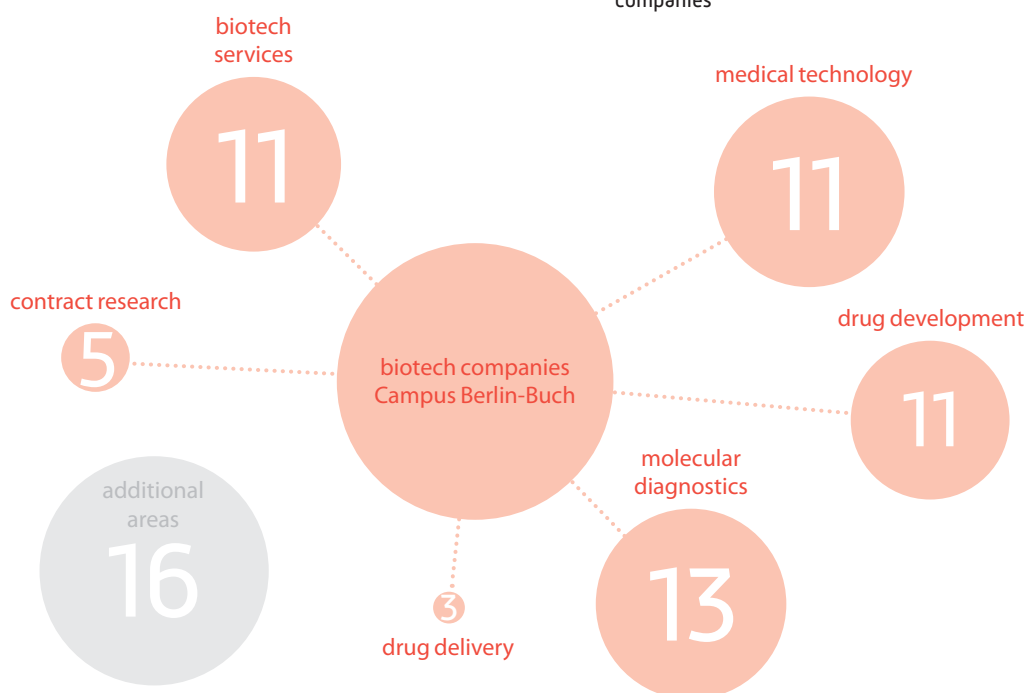 companies
biotech
services
11
medical technology
11
contract research
5
drug development
11
biotech companies
Campus Berlin-Buch
molecular
diagnostics
13
additional
areas
16
3
drug delivery